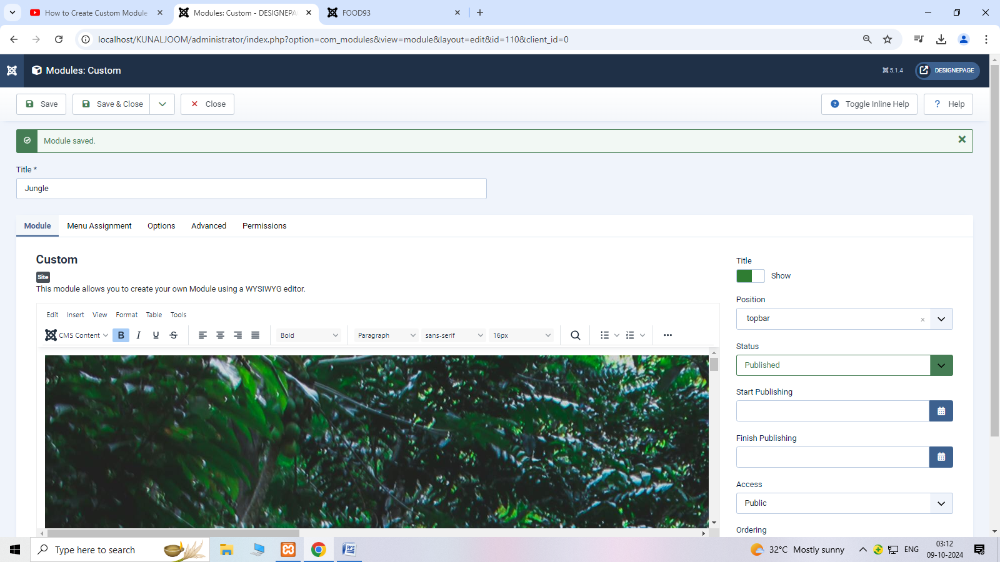 How to Create Custom Module
Modules: Custom - DESIGNEPA
FOOD93
localhost/KUNALJOOM/administrator/index.php?option=com_modules&view=module&layout=edit&id=110&client_id=0
Modules: Custom
5.1.4
DESIGNEPAGE
Save
Save & Close
Close
Toggle Inline Help
? Help
Module saved.
Title *
Jungle
Module
Menu Assignment
Options
Advanced
Permissions
Custom
Site
This module allows you to create your own Module using a WYSIWYG editor.
Edit
Insert
View
Format
Table
Tools
CMS Content
B
I
U
S
Bold
Paragraph
sans-serif
16px
Title
Show
Position
topbar
Status
Published
Start Publishing
Finish Publishing
Access
Public
Ordering
Type here to search
32°C Mostly sunny
ENG
03:12
09-10-2024